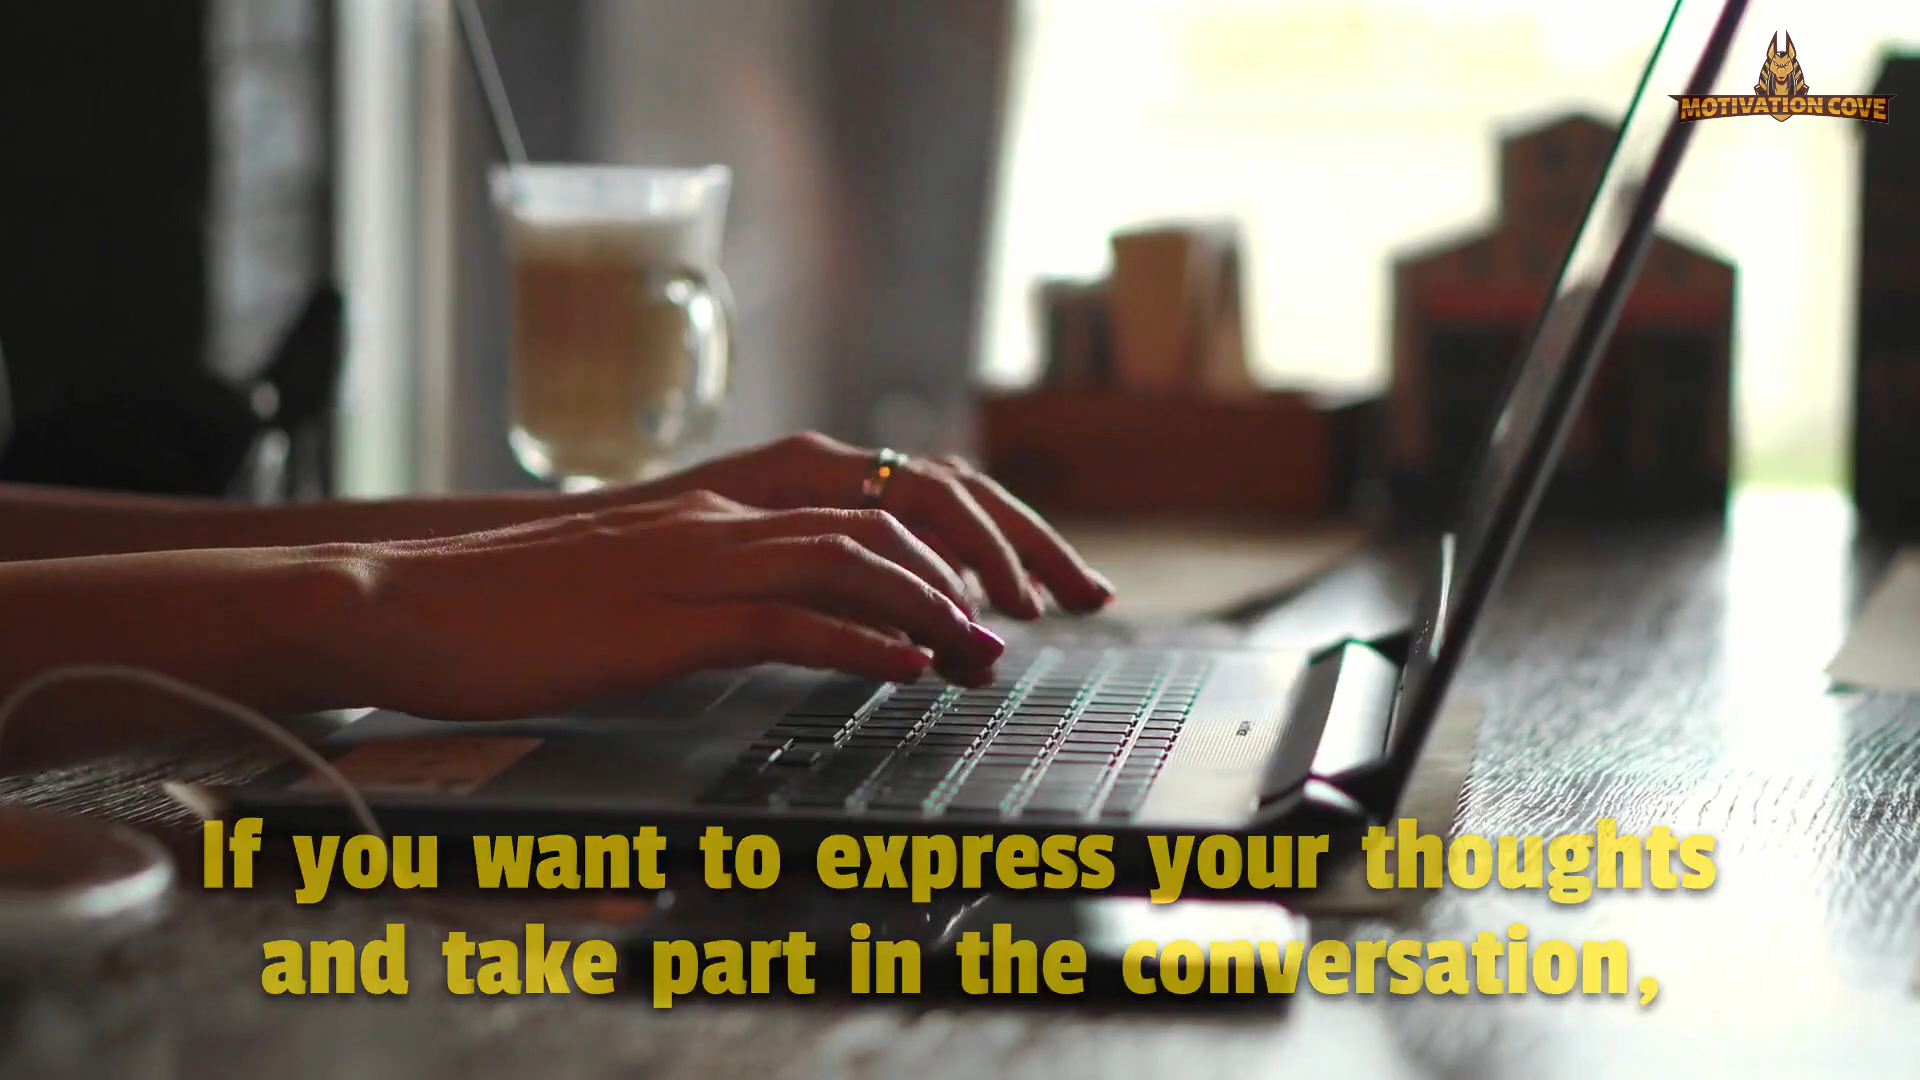 MOTIVATION COVE
If you want to express your thoughts
and take part in the conversation,